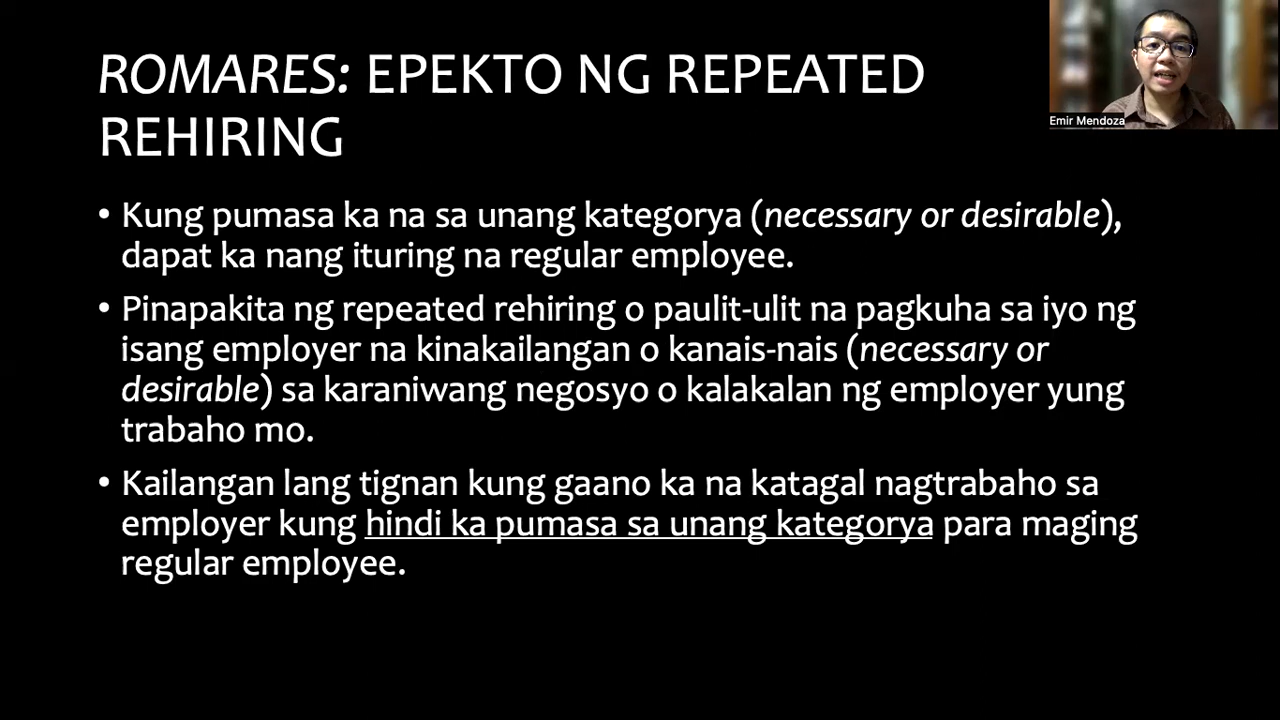 ROMARES: EPEKTO NG REPEATED
REHIRING
Emir Mendoza
• Kung pumasa ka na sa unang kategorya (necessary or desirable),
dapat ka nang ituring na regular employee.
• Pinapakita ng repeated rehiring o paulit-ulit na pagkuha sa iyo ng
isang employer na kinakailangan o kanais-nais (necessary or
desirable) sa karaniwang negosyo o kalakalan ng employer yung
trabaho mo.
• Kailangan lang tignan kung gaano ka na katagal nagtrabaho sa
employer kung hindi ka pumasa sa unang kategorya para maging
regular employee.